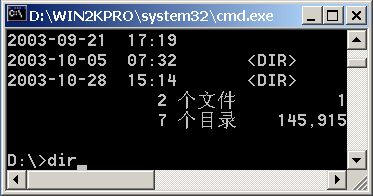 D:\WIN2KPRO\system32\cmd.exe
2003-09-21 17:19
2003-10-05 07:32 <DIR>
2003-10-28 15:14 <DIR>
2 个文件 1
7 个目录 145,915
D:\>dir